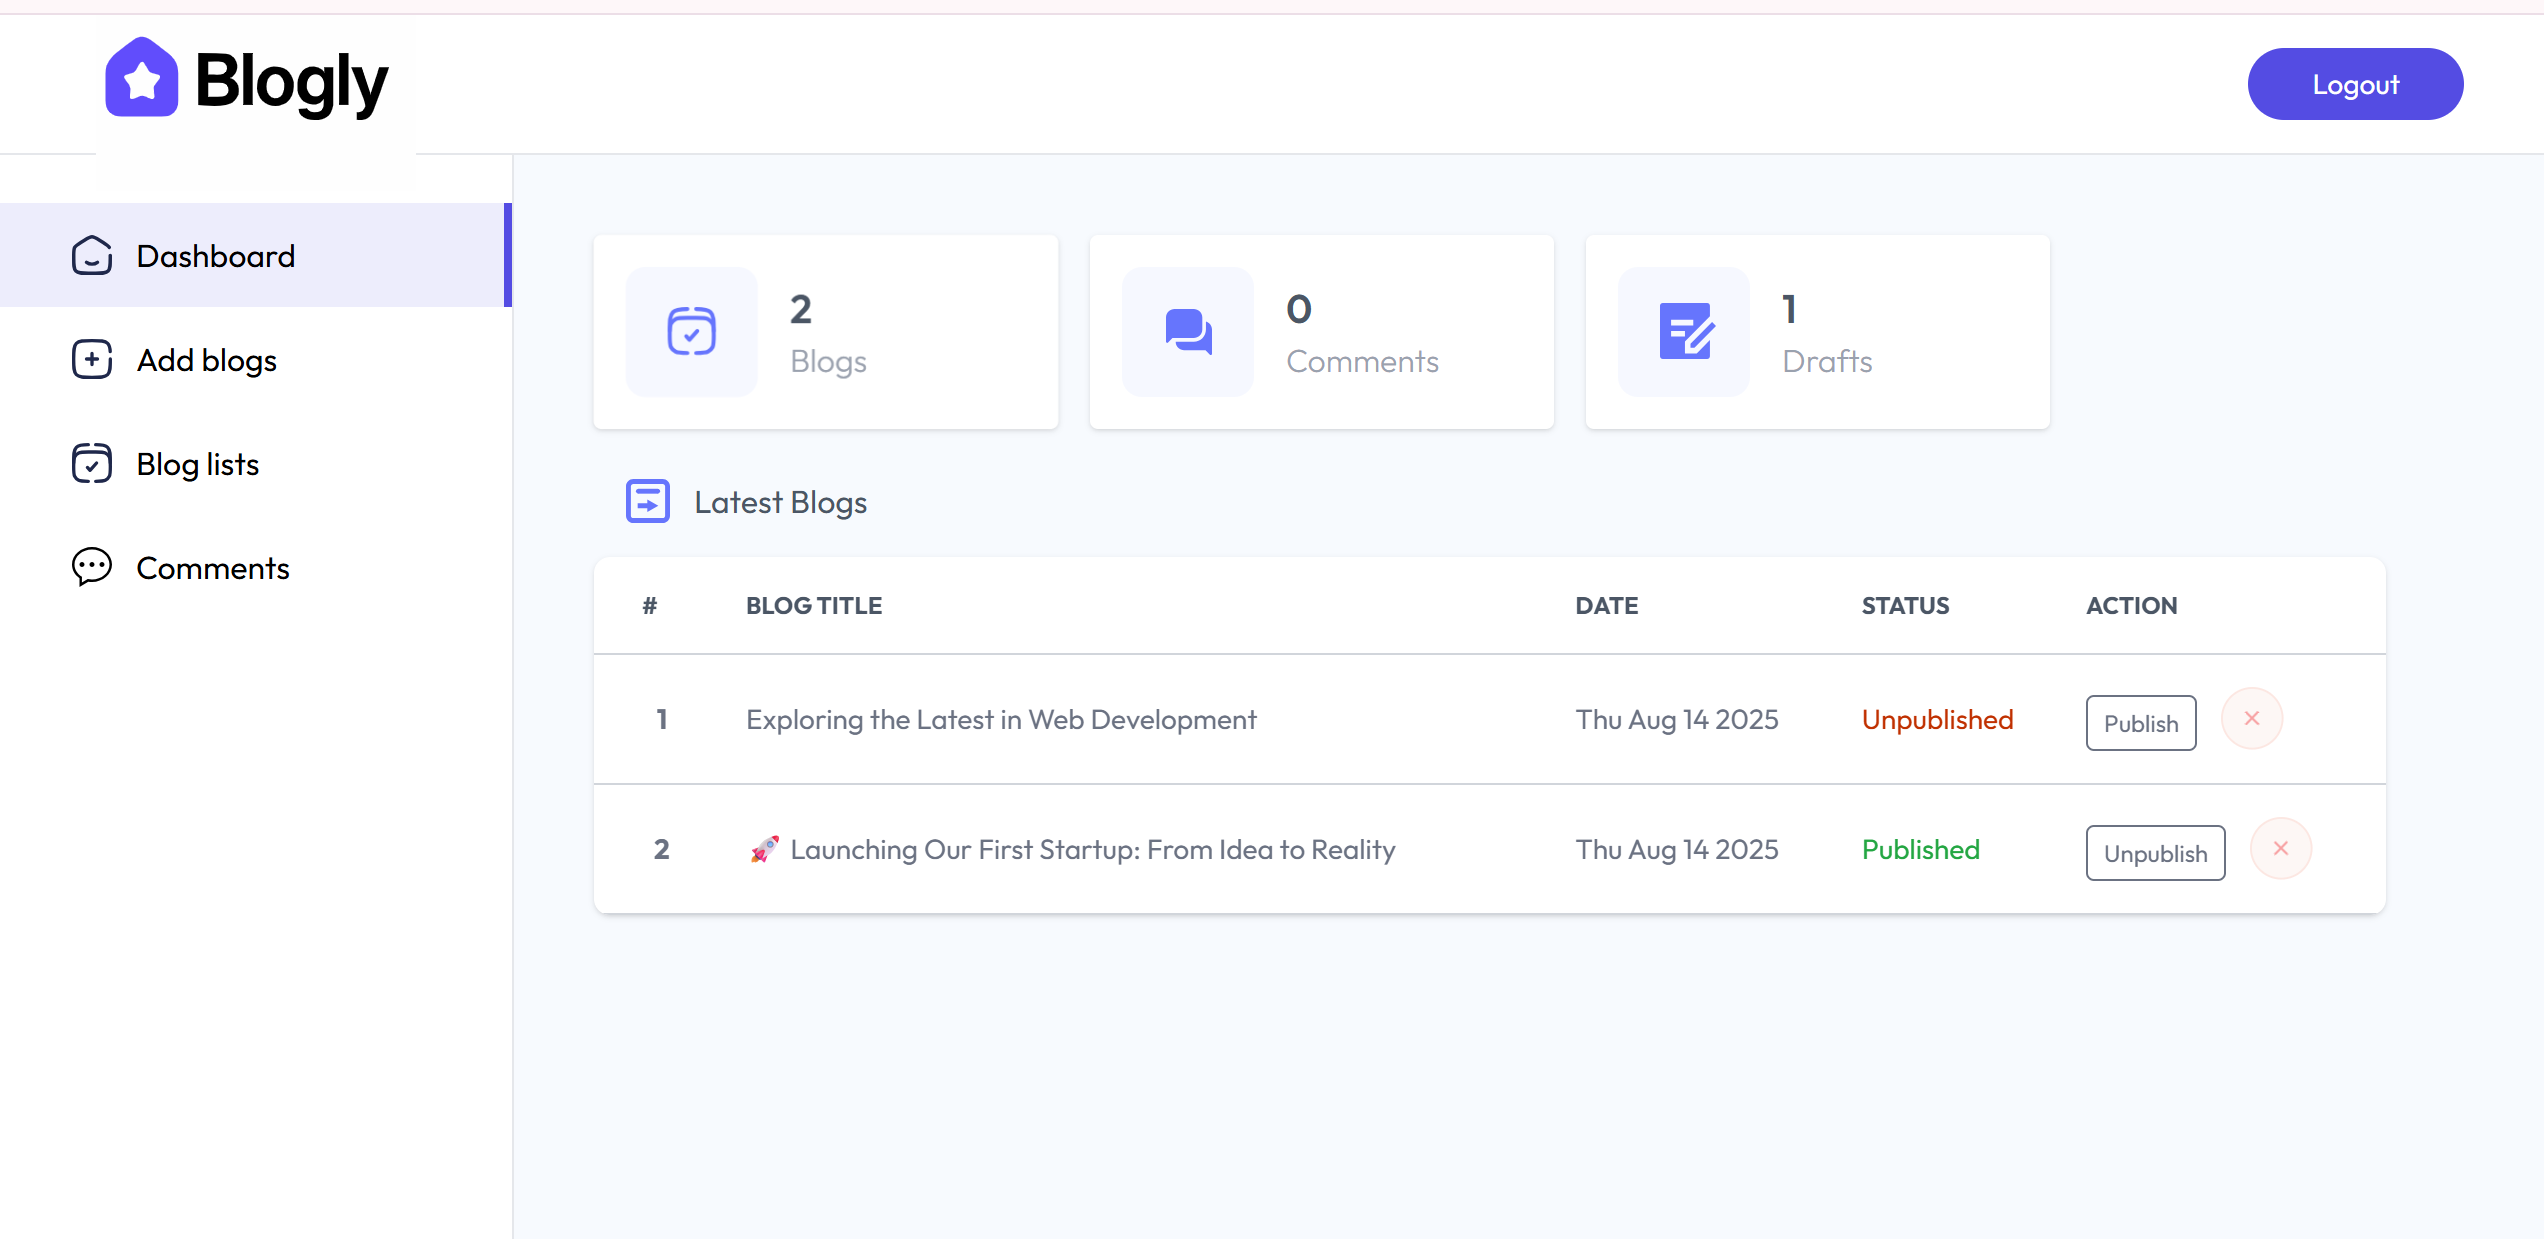 Blogly
Logout
Dashboard
Add blogs
Blog lists
Comments
2
Blogs
0
Comments
1
Drafts
Latest Blogs
# BLOG TITLE DATE STATUS ACTION
1 Exploring the Latest in Web Development Thu Aug 14 2025 Unpublished Publish
2 🚀 Launching Our First Startup: From Idea to Reality Thu Aug 14 2025 Published Unpublish